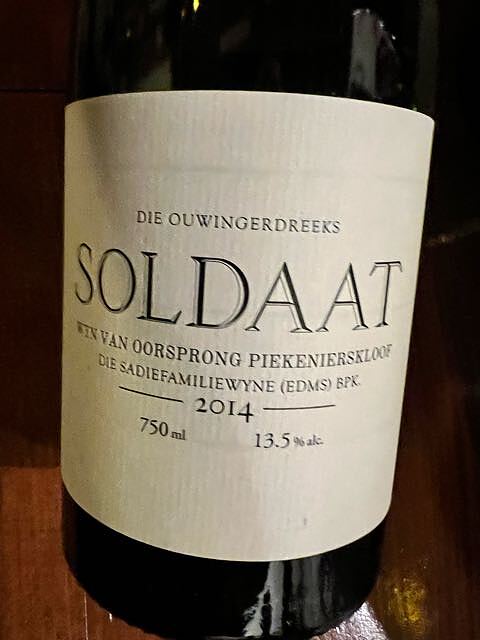 DIE OUWINGERDREEKS
SOLDAAT
WYN VAN OORSPRONG PIEKENIERSKLOOF
DIE SADIEFAMILIEWYNE (EDMS) BPK.
2014
750 ml 13.5 % alc.